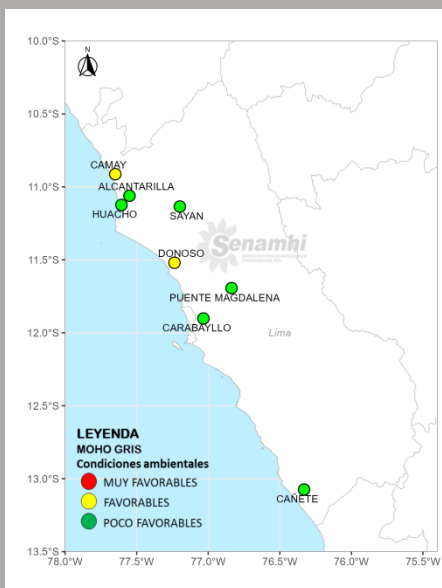 10.0°S
N
10.5°S
CAMAY
11.0°S
ALCANTARILLA
HUACHO
SAYAN
Senamhi
DONOSO
11.5°S
PUENTE MAGDALENA
12.0°S
CARABAYLLO
Lima
12.5°S
LEYENDA
MOHO GRIS
Condiciones ambientales
MUY FAVORABLES
FAVORABLES
POCO FAVORABLES
13.0°S
CAÑETE
13.5°S
78.0°W
77.5°W
77.0°W
76.5°W
76.0°W
75.5°W